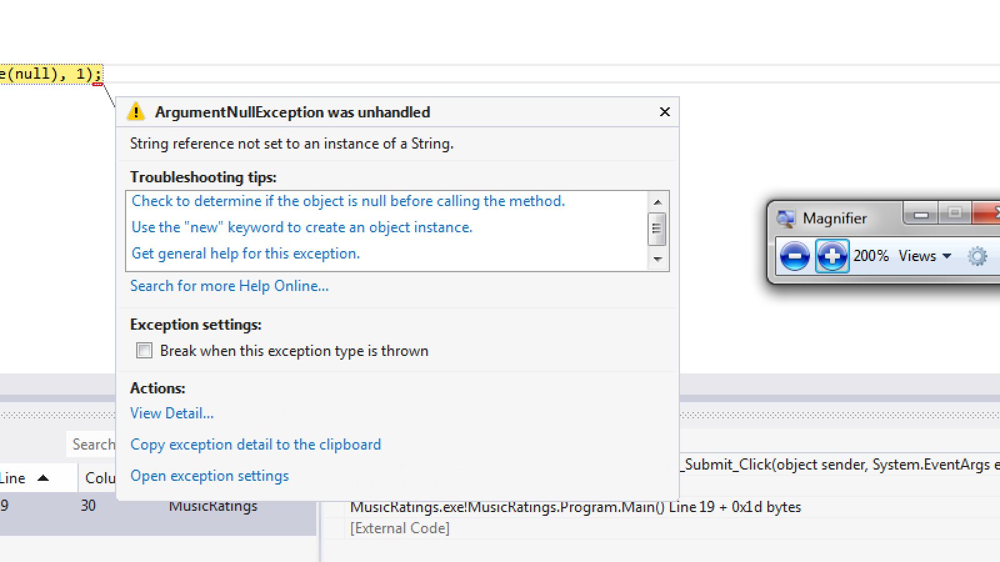 e(null), 1);
ArgumentNullException was unhandled
String reference not set to an instance of a String.
Troubleshooting tips:
Check to determine if the object is null before calling the method.
Use the "new" keyword to create an object instance.
Get general help for this exception.
Search for more Help Online...
Exception settings:
Break when this exception type is thrown
Actions:
View Detail...
Copy exception detail to the clipboard
Open exception settings
Magnifier
200% Views
Search
Line Colu
9 30 MusicRatings
_Submit_Click(object sender, System.EventArgs e
MusicRatings.exe!MusicRatings.Program.Main() Line 19 + 0x1d bytes
[External Code]